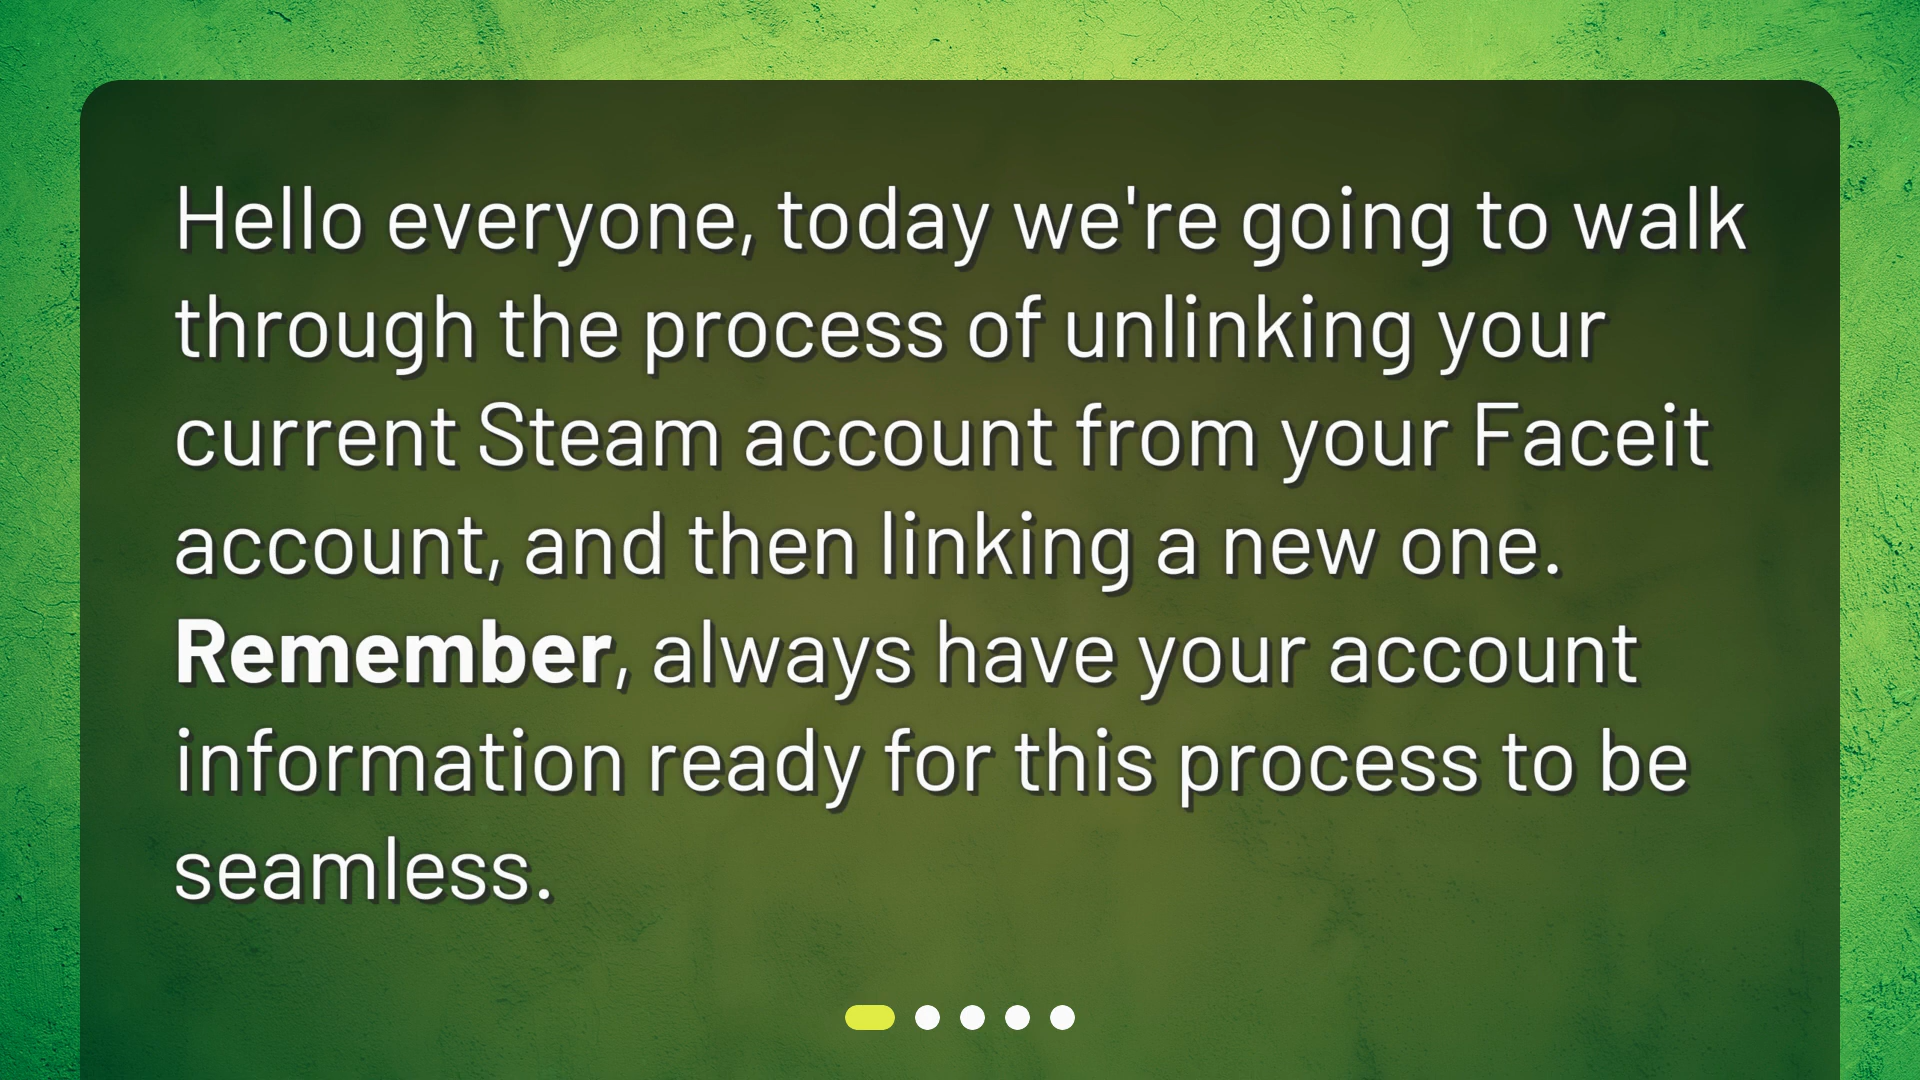 Hello everyone, today we're going to walk
through the process of unlinking your
current Steam account from your Faceit
account, and then linking a new one.
Remember, always have your account
information ready for this process to be
seamless.